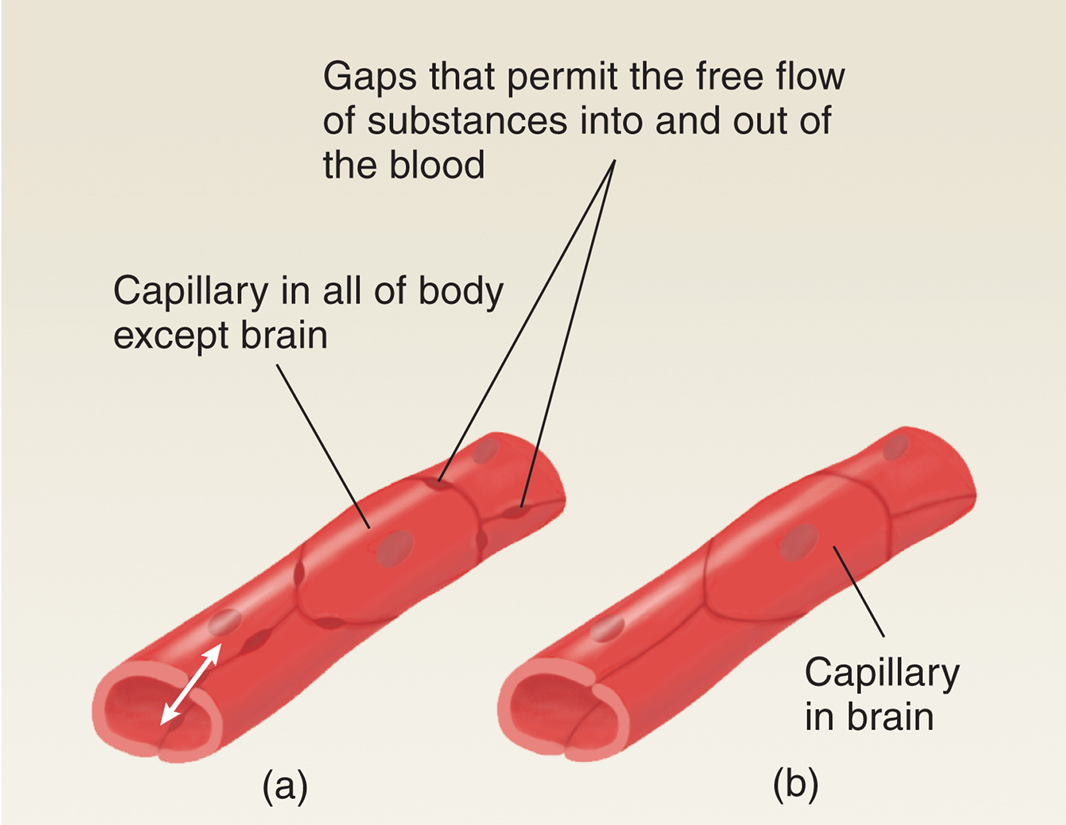 Gaps that permit the free flow
of substances into and out of
the blood
Capillary in all of body
except brain
Capillary
in brain
(a)
(b)